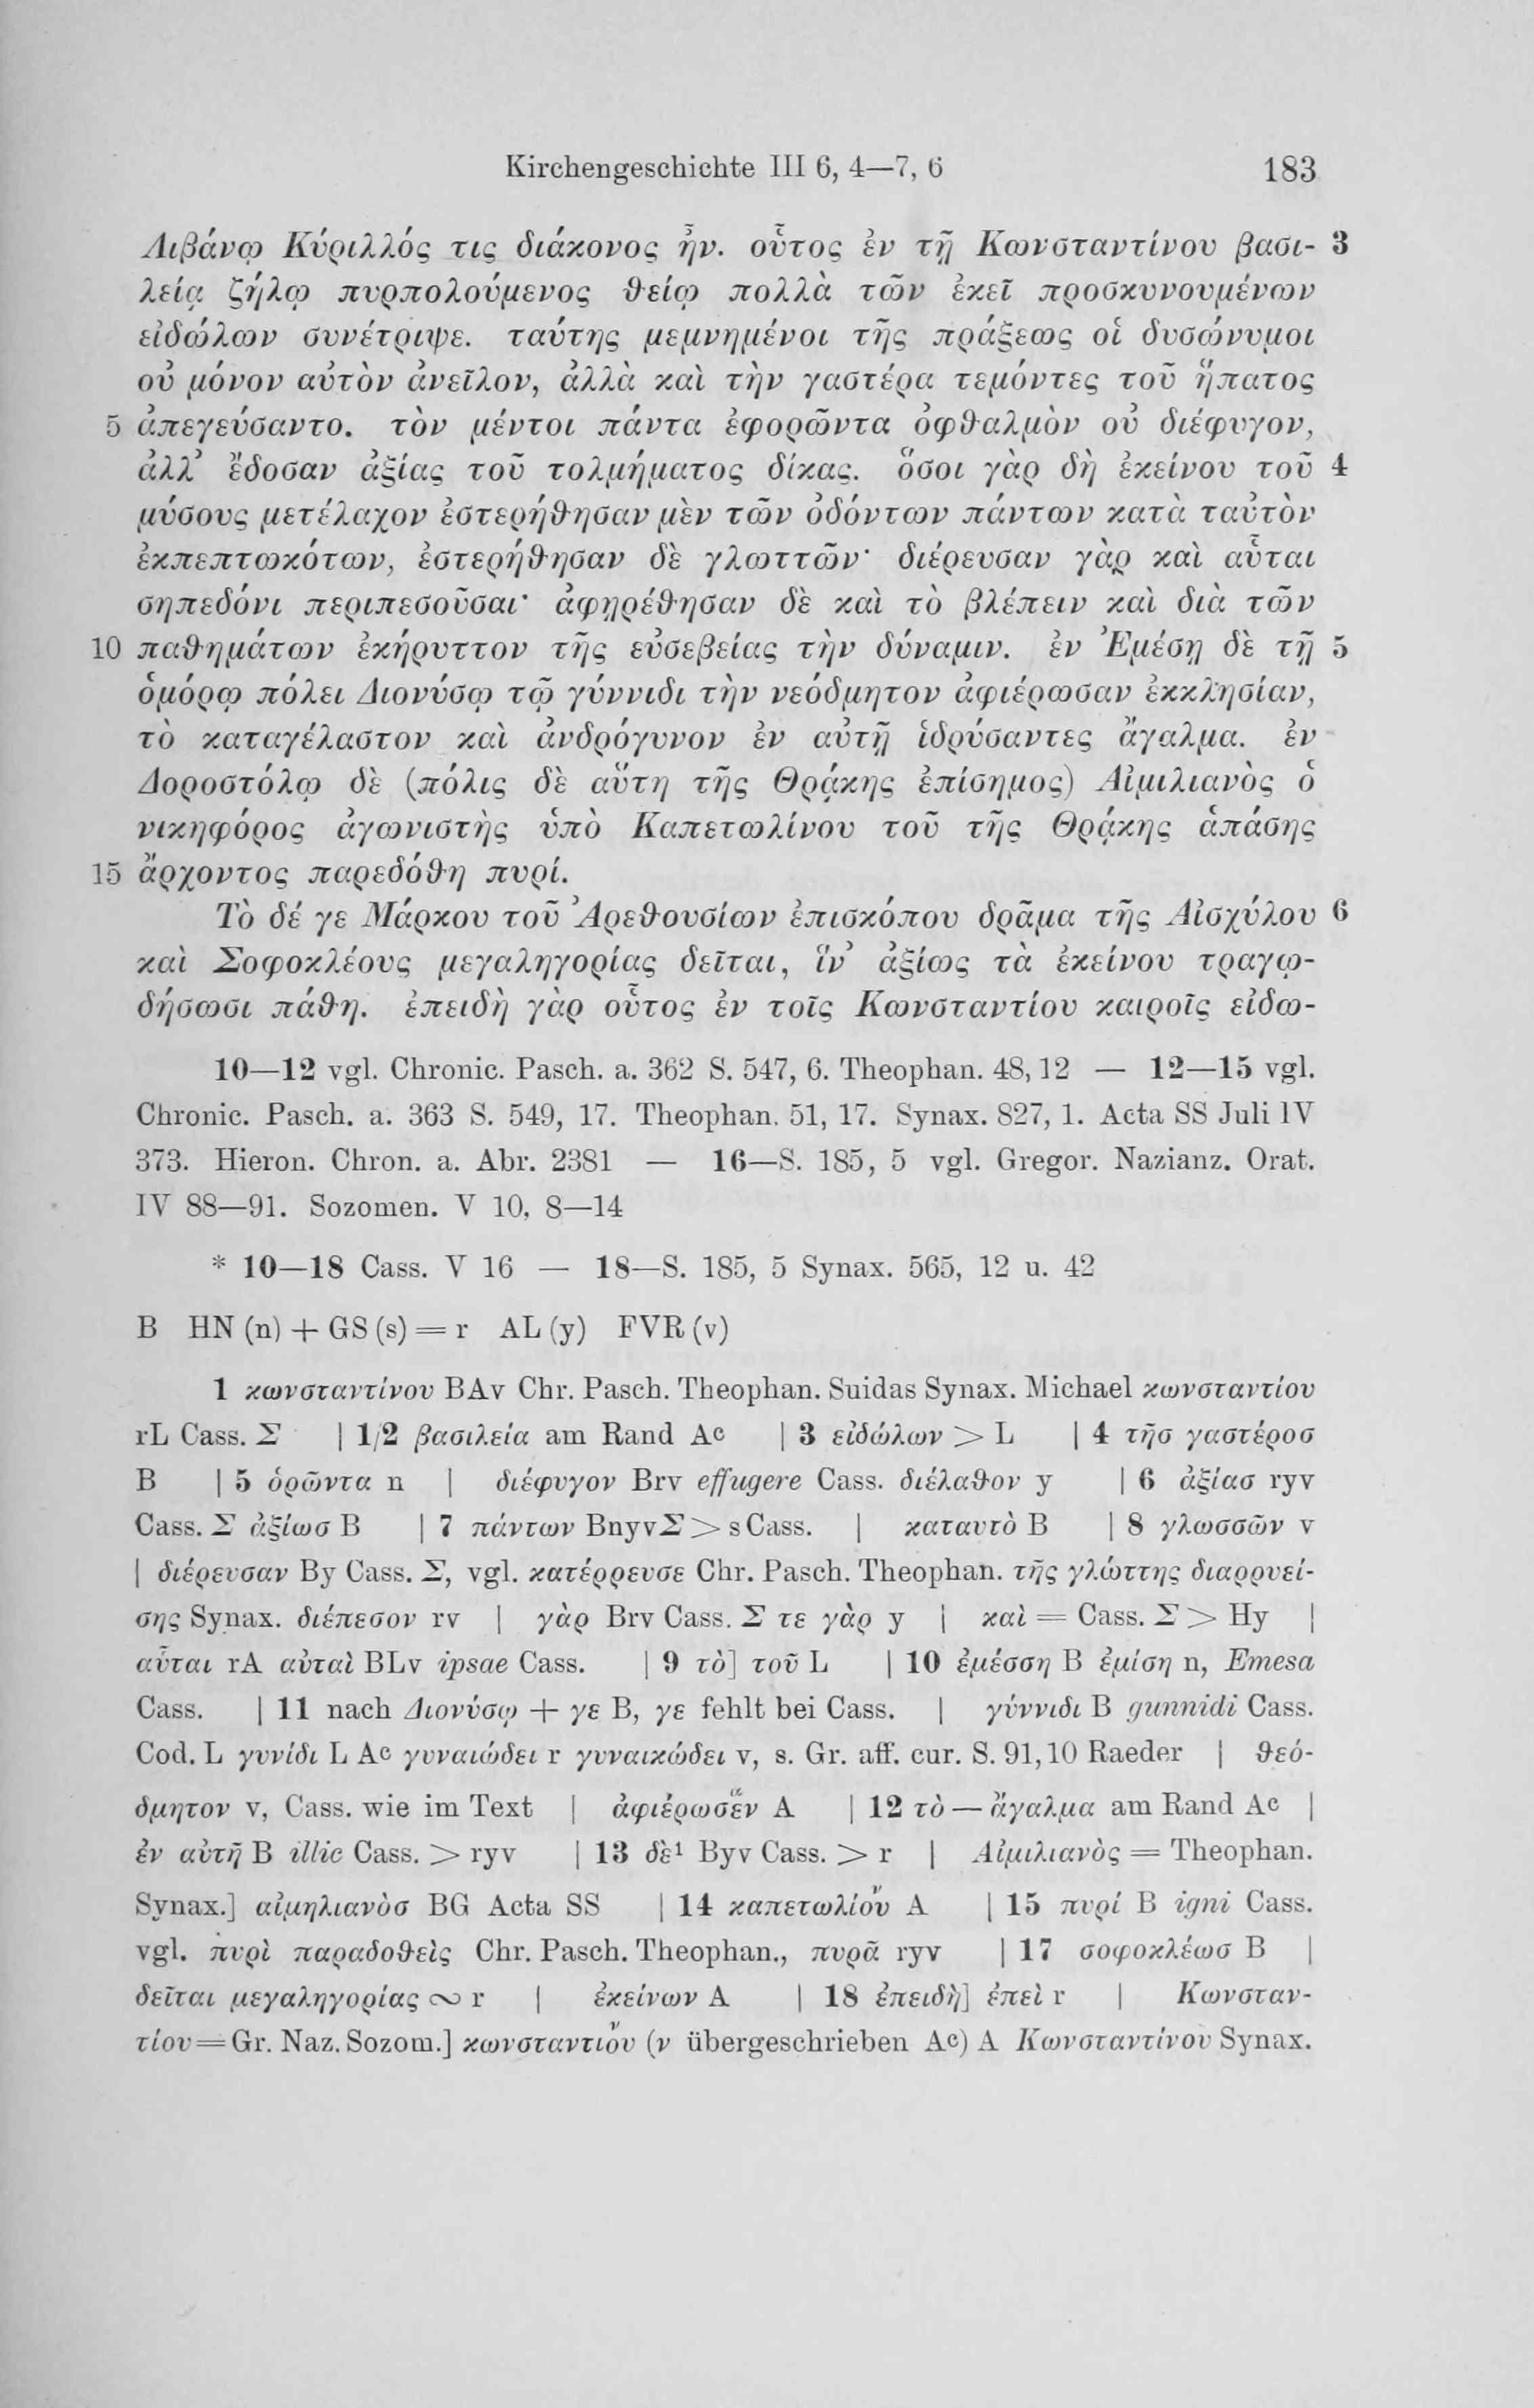 Kirchengeschichte III 6, 4—7, 6 183
Λιβάνῳ Κύριλλός τις διάκονος ἦν. οὗτος ἐν τῇ Κωνσταντίνου βασι- 3
λείᾳ ζήλῳ πυρπολούμενος θείῳ πολλὰ τῶν ἐκεῖ προσκυνουμένων
εἰδώλων συνέτριψε. ταύτης μεμνημένοι τῆς πράξεως οἱ δυσώνυμοι
οὐ μόνον αὐτὸν ἀνεῖλον, ἀλλὰ καὶ τὴν γαστέρα τεμόντες τοῦ ἥπατος
5 ἀπεγεύσαντο. τὸν μέντοι πάντα ἐφορῶντα ὀφθαλμὸν οὐ διέφυγον,
ἀλλ’ ἔδοσαν ἀξίας τοῦ τολμήματος δίκας. ὅσοι γὰρ δὴ ἐκείνου τοῦ 4
μύσους μετέλαχον ἐστερήθησαν μὲν τῶν ὀδόντων πάντων κατὰ ταὐτὸν
ἐκπεπτωκότων, ἐστερήθησαν δὲ γλωττῶν· διέρευσαν γὰρ καὶ αὗται
σηπεδόνι περιπεσοῦσαι· ἀφῃρέθησαν δὲ καὶ τὸ βλέπειν καὶ διὰ τῶν
10 παθημάτων ἐκήρυττον τῆς εὐσεβείας τὴν δύναμιν. ἐν Ἐμέσῃ δὲ τῇ 5
ὁμόρῳ πόλει Διονύσῳ τῷ γύννιδι τὴν νεόδμητον ἀφιέρωσαν ἐκκλησίαν,
τὸ καταγέλαστον καὶ ἀνδρόγυνον ἐν αὐτῇ ἱδρύσαντες ἄγαλμα. ἐν
Δοροστόλῳ δὲ (πόλις δὲ αὕτη τῆς Θρᾴκης ἐπίσημος) Αἰμιλιανὸς ὁ
νικηφόρος ἀγωνιστὴς ὑπὸ Καπετωλίνου τοῦ τῆς Θρᾴκης ἁπάσης
15 ἄρχοντος παρεδόθη πυρί.
Τὸ δέ γε Μάρκου τοῦ Ἀρεθουσίων ἐπισκόπου δρᾶμα τῆς Αἰσχύλου 6
καὶ Σοφοκλέους μεγαληγορίας δεῖται, ἵν’ ἀξίως τὰ ἐκείνου τραγῳ-
δήσωσι πάθη. ἐπειδὴ γὰρ οὗτος ἐν τοῖς Κωνσταντίου καιροῖς εἰδω-
10—12 vgl. Chronic. Pasch. a. 362 S. 547, 6. Theophan. 48, 12 — 12—15 vgl.
Chronic. Pasch. a. 363 S. 549, 17. Theophan. 51, 17. Synax. 827, 1. Acta SS Juli IV
373. Hieron. Chron. a. Abr. 2381 — 16—S. 185, 5 vgl. Gregor. Nazianz. Orat.
IV 88—91. Sozomen. V 10, 8—14
* 10—18 Cass. V 16 — 18—S. 185, 5 Synax. 565, 12 u. 42
B HN (n) + GS (s) = r AL (y) FVR (v)
1 κωνσταντίνου BAv Chr. Pasch. Theophan. Suidas Synax. Michael κωνσταντίου
rL Cass. Σ | 1/2 βασιλεία am Rand Aᶜ | 3 εἰδώλων > L | 4 τῆσ γαστέροσ
B | 5 ὁρῶντα n | διέφυγον Brv effugere Cass. διέλαθον y | 6 ἀξίασ ryv
Cass. Σ ἀξίωσ B | 7 πάντων BnyvΣ > s Cass. | καταυτὸ B | 8 γλωσσῶν v
| διέρευσαν By Cass. Σ, vgl. κατέρρευσε Chr. Pasch. Theophan. τῆς γλώττης διαρρυεί-
σης Synax. διέπεσον rv | γὰρ Brv Cass. Σ τε γὰρ y | καὶ = Cass. Σ > Hy |
αὗται rA αὐταὶ BLv ipsae Cass. | 9 τὸ] τοῦ L | 10 ἐμέσση B ἐμίση n, Emesa
Cass. | 11 nach Διονύσῳ + γε B, γε fehlt bei Cass. | γύννιδι B gunnidi Cass.
Cod. L γυνίδι L Aᶜ γυναιώδει r γυναικώδει v, s. Gr. aff. cur. S. 91, 10 Raeder | θεό-
δμητον v, Cass. wie im Text | ἀφιέρωσεν A | 12 τὸ — ἄγαλμα am Rand Aᶜ |
ἐν αὐτῇ B illic Cass. > ryv | 13 δὲ¹ Byv Cass. > r | Αἰμιλιανὸς = Theophan.
Synax.] αἰμηλιανὸσ BG Acta SS | 14 καπετωλίου A | 15 πυρί B igni Cass.
vgl. πυρὶ παραδοθεὶς Chr. Pasch. Theophan., πυρᾶ ryv | 17 σοφοκλέωσ B |
δεῖται μεγαληγορίας ∾ r | ἐκείνων A | 18 ἐπειδὴ] ἐπεὶ r | Κωνσταν-
τίου = Gr. Naz. Sozom.] κωνσταντιου (ν übergeschrieben Aᶜ) A Κωνσταντίνου Synax.